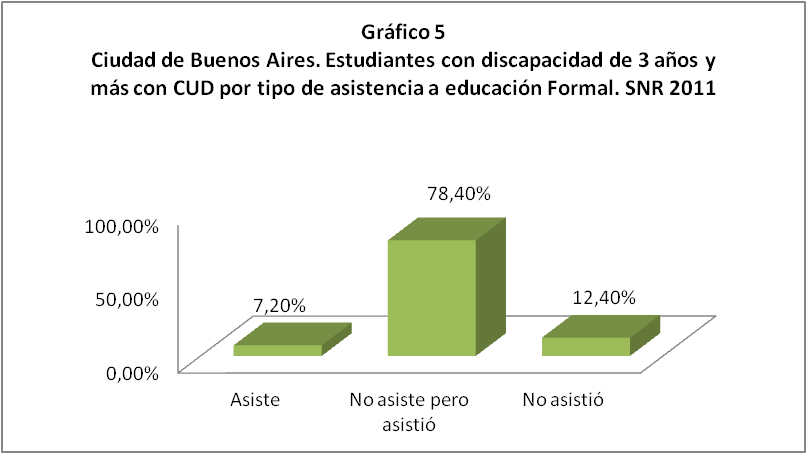 Gráfico 5
Ciudad de Buenos Aires. Estudiantes con discapacidad de 3 años y
más con CUD por tipo de asistencia a educación Formal. SNR 2011
78,40%
100,00%
50,00%
7,20%
12,40%
0,00%
Asiste
No asiste pero
asistió
No asistió